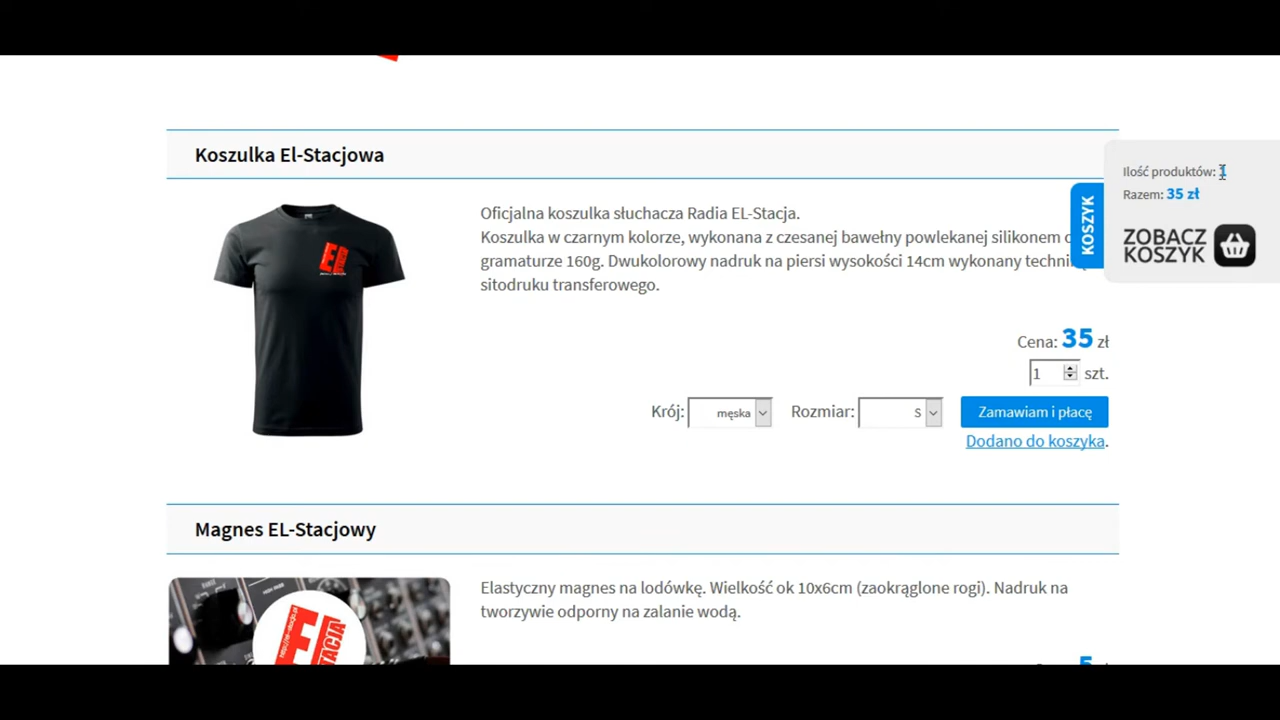 Koszulka El-Stacjowa
Oficjalna koszulka słuchacza Radia EL-Stacja.
Koszulka w czarnym kolorze, wykonana z czesanej bawełny powlekanej silikonem o
gramaturze 160g. Dwukolorowy nadruk na piersi wysokości 14cm wykonany techni
sitodruku transferowego.
Cena: 35 zł
1 szt.
Krój: męska Rozmiar: S Zamawiam i płacę
Dodano do koszyka.
KOSZYK
Ilość produktów: 1
Razem: 35 zł
ZOBACZ
KOSZYK
Magnes EL-Stacjowy
Elastyczny magnes na lodówkę. Wielkość ok 10x6cm (zaokrąglone rogi). Nadruk na
tworzywie odporny na zalanie wodą.
EL